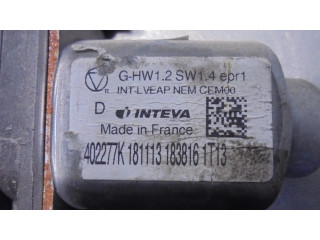 G-HW1.2 SW1.4 epr1
INT-LVEAP NEM CEM00
D INTEVA
Made in France
402277K 181113 183816 1T13